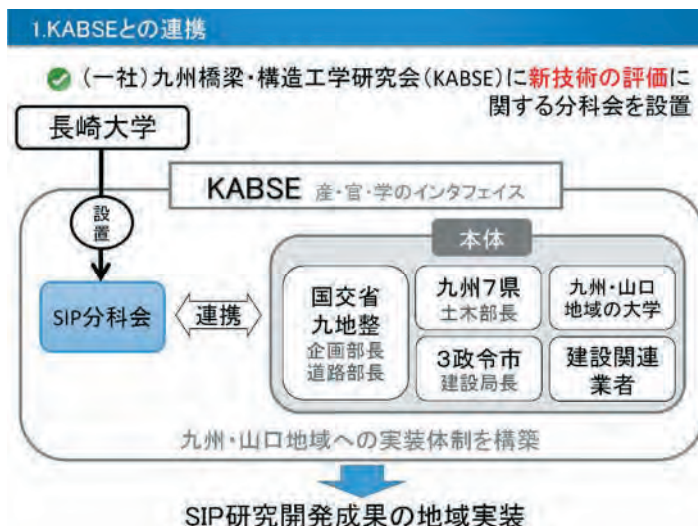 1.KABSEとの連携
（一社）九州橋梁・構造工学研究会（KABSE）に新技術の評価に
関する分科会を設置
長崎大学
KABSE 産・官・学のインタフェイス
設置
本体
SIP分科会
連携
国交省
九地整
企画部長
道路部長
九州7県
土木部長
九州・山口
地域の大学
3政令市
建設局長
建設関連
業者
九州・山口地域への実装体制を構築
SIP研究開発成果の地域実装